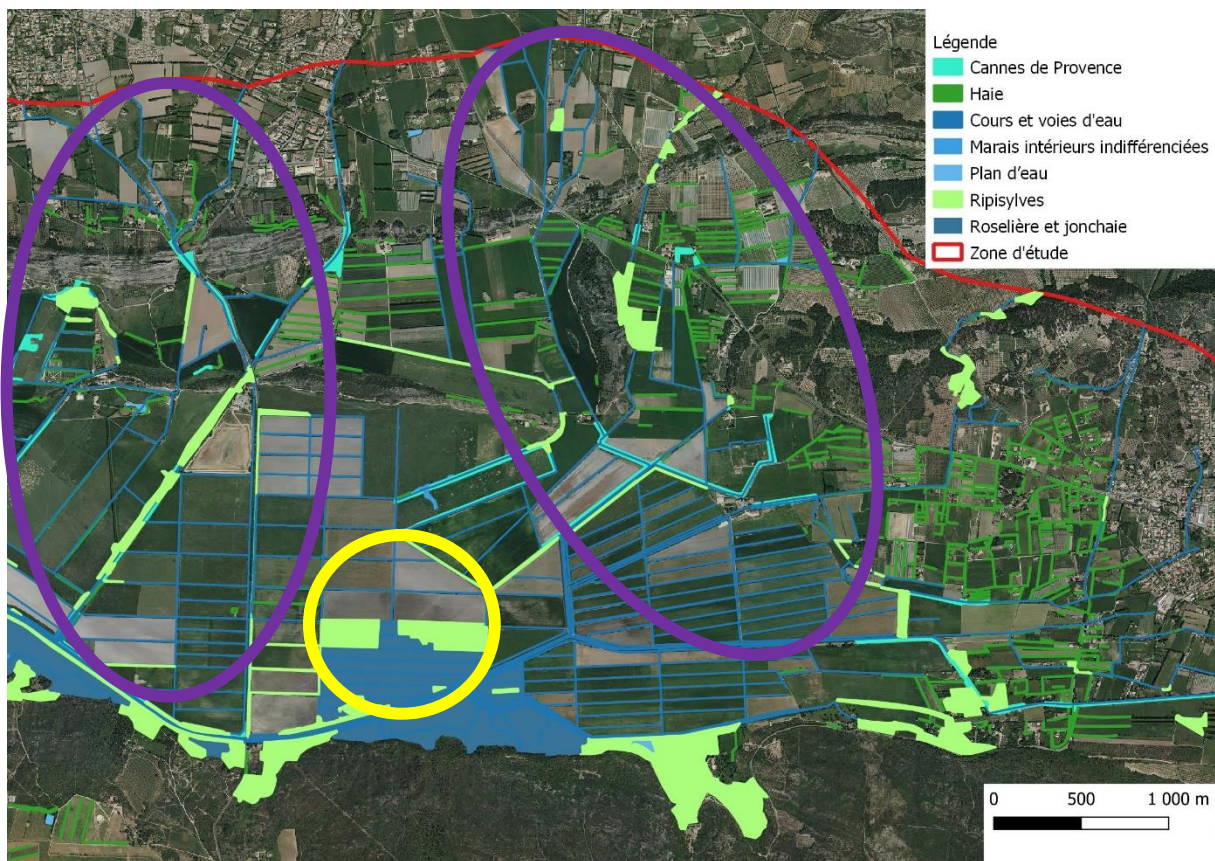 Légende
Cannes de Provence
Haie
Cours et voies d'eau
Marais intérieurs indifférenciées
Plan d'eau
Ripisylves
Roselière et jonchaie
Zone d'étude
0 500 1 000 m